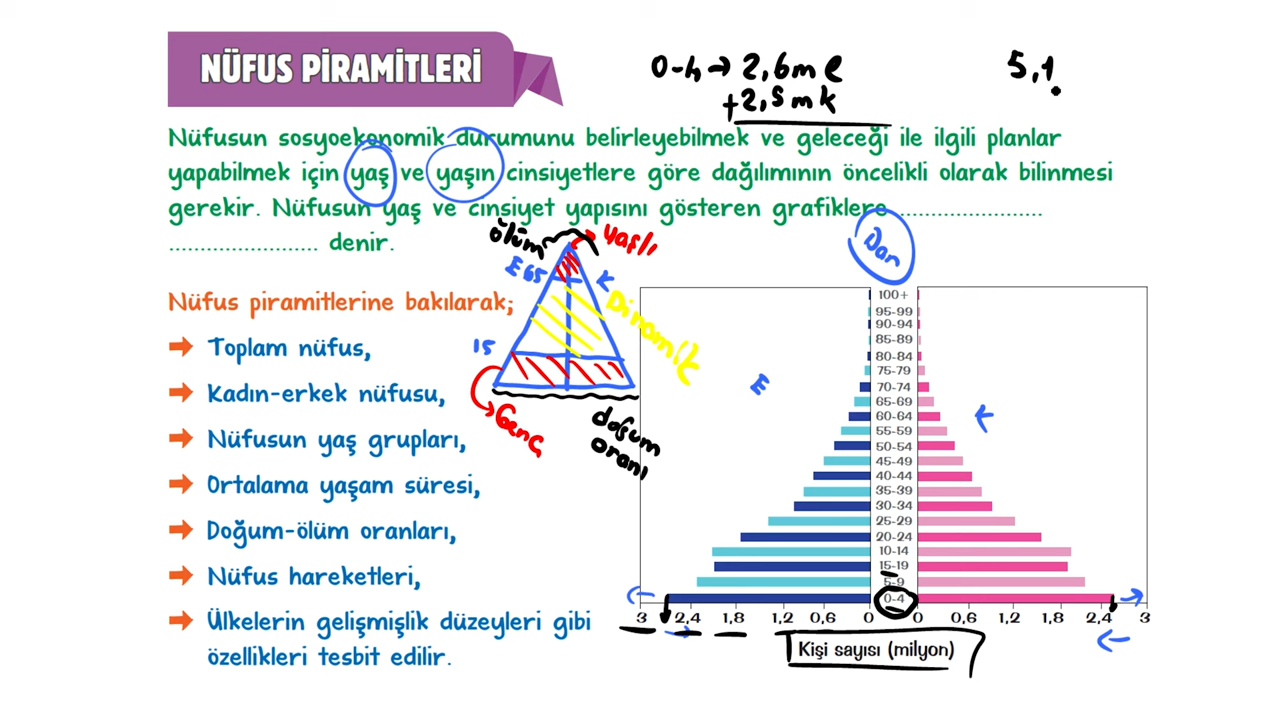 NÜFUS PİRAMİTLERİ
0-4 → 2,6 m e
+2,5 m k
5,1
Nüfusun sosyoekonomik durumunu belirleyebilmek ve geleceği ile ilgili planlar
yapabilmek için yaş ve yaşın cinsiyetlere göre dağılımının öncelikli olarak bilinmesi
gerekir. Nüfusun yaş ve cinsiyet yapısını gösteren grafiklere ........................
......................... denir.
Dar
ölüm
yaşlı
E 65
K
Dinamik
15
Genç
doğum
oranı
Nüfus piramitlerine bakılarak;
➔ Toplam nüfus,
➔ Kadın-erkek nüfusu,
➔ Nüfusun yaş grupları,
➔ Ortalama yaşam süresi,
➔ Doğum-ölüm oranları,
➔ Nüfus hareketleri,
➔ Ülkelerin gelişmişlik düzeyleri gibi
özellikleri tesbit edilir.
E
K
100+
95-99
90-94
85-89
80-84
75-79
70-74
65-69
60-64
55-59
50-54
45-49
40-44
35-39
30-34
25-29
20-24
10-14
15-19
5-9
0-4
3 2,4 1,8 1,2 0,6 0 0 0,6 1,2 1,8 2,4 3
Kişi sayısı (milyon)